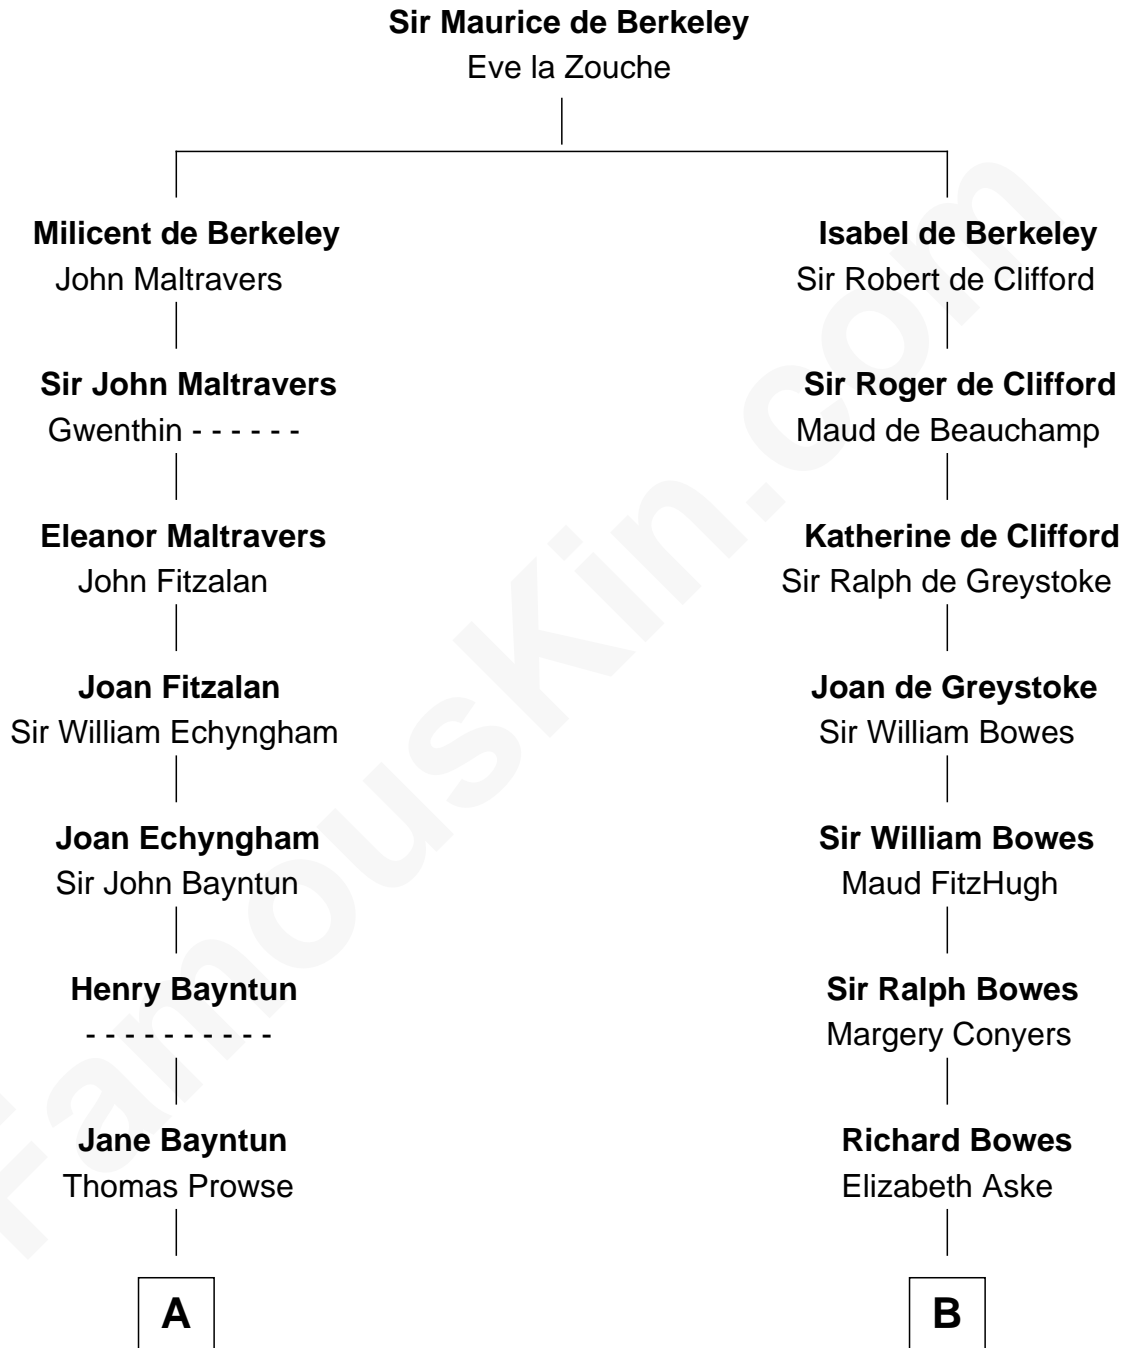 Sir Maurice de Berkeley
Eve la Zouche
Milicent de Berkeley
John Maltravers
Isabel de Berkeley
Sir Robert de Clifford
Sir John Maltravers
Gwenthin - - - - - -
Sir Roger de Clifford
Maud de Beauchamp
Eleanor Maltravers
John Fitzalan
Katherine de Clifford
Sir Ralph de Greystoke
Joan Fitzalan
Sir William Echyngham
Joan de Greystoke
Sir William Bowes
Joan Echyngham
Sir John Bayntun
Sir William Bowes
Maud FitzHugh
Henry Bayntun
- - - - - - - - - -
Sir Ralph Bowes
Margery Conyers
Jane Bayntun
Thomas Prowse
Richard Bowes
Elizabeth Aske
A
B
FamousKin.com